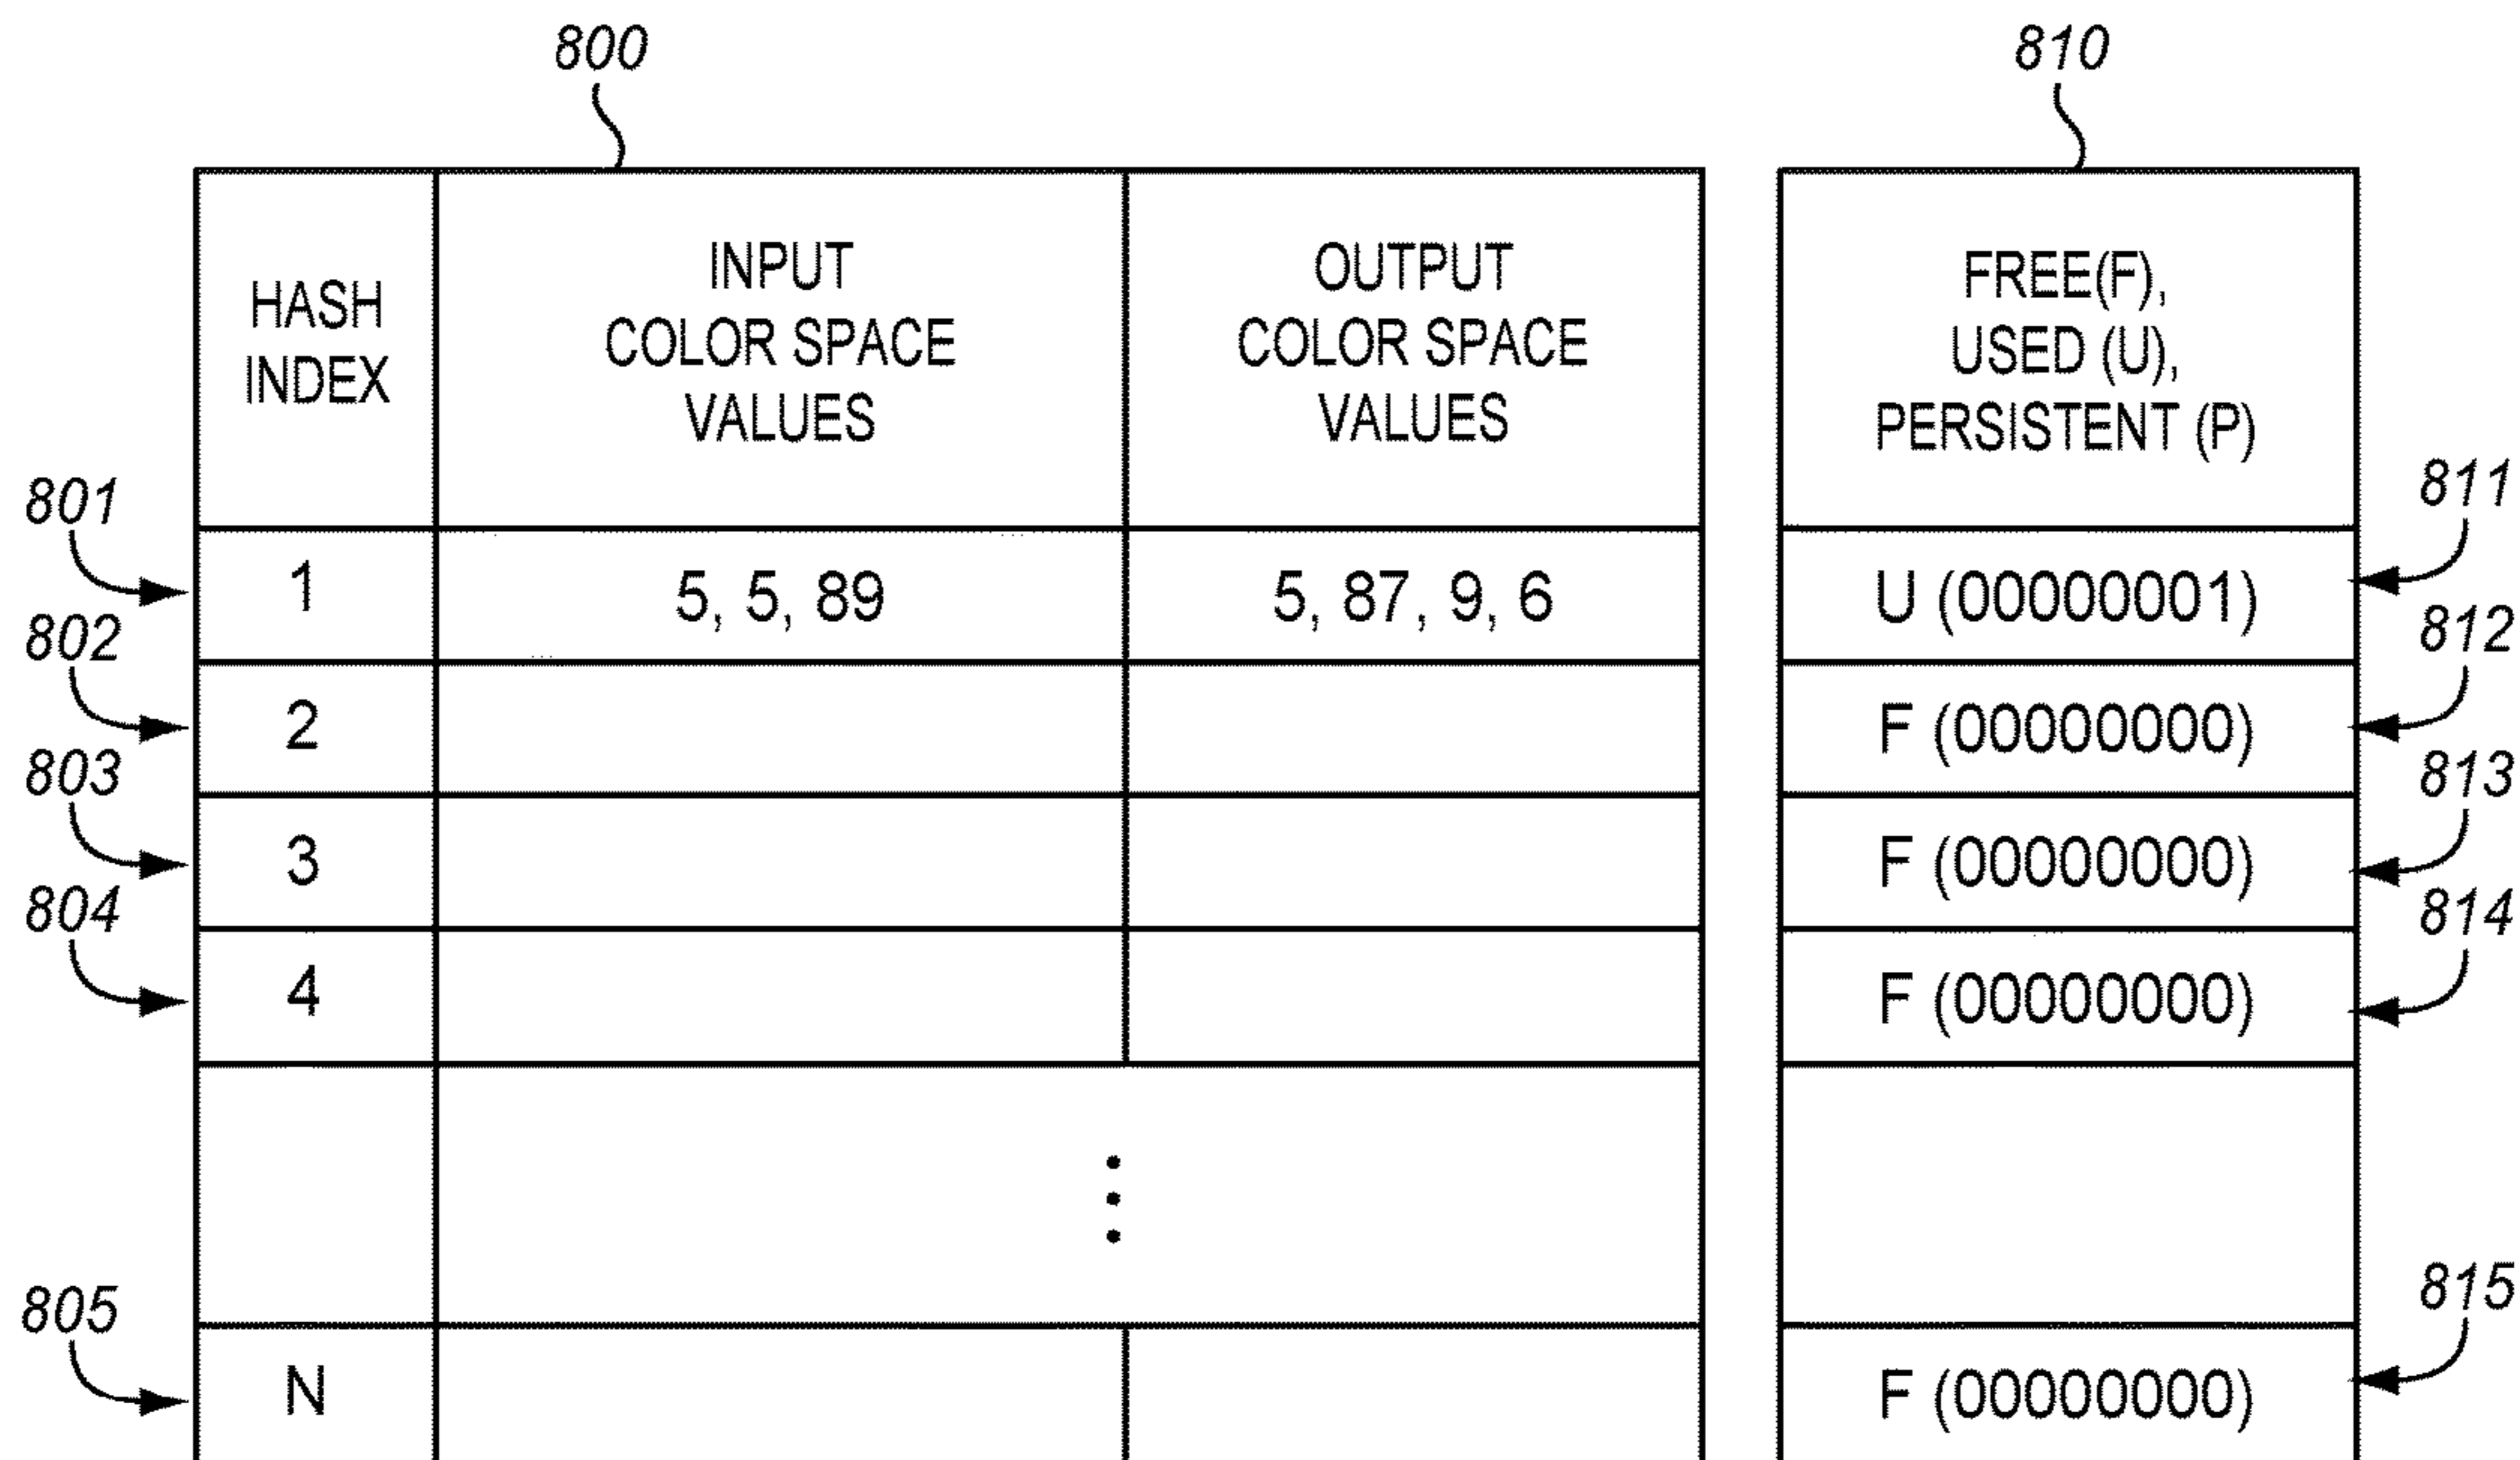 800
810
HASH
INDEX
INPUT
COLOR SPACE
VALUES
OUTPUT
COLOR SPACE
VALUES
FREE(F),
USED (U),
PERSISTENT (P)
801
1
5, 5, 89
5, 87, 9, 6
U (00000001)
811
802
2
F (00000000)
812
803
3
F (00000000)
813
804
4
F (00000000)
814
805
N
F (00000000)
815